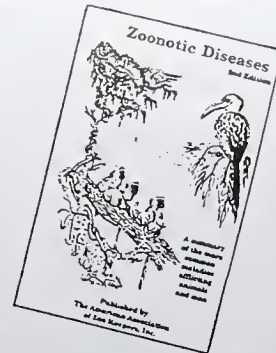 Zoonotic Diseases
2nd Edition
A summary
of the more
common
maladies
afflicting
animals
and man
Published by
The American Association
of Zoo Keepers, Inc.